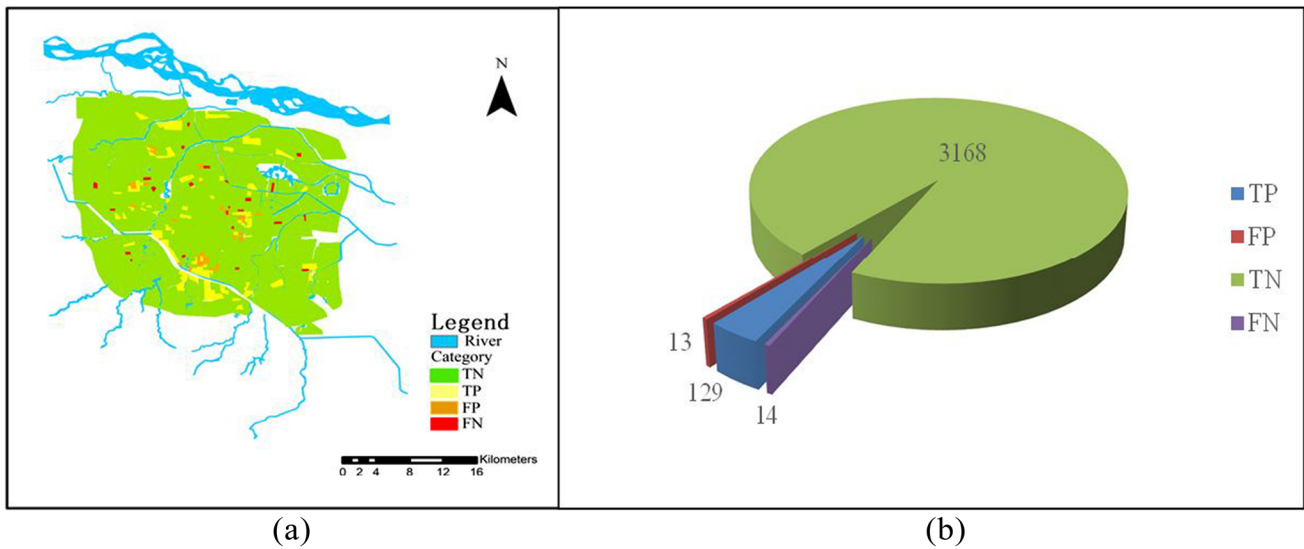 N
Legend
River
Category
TN
TP
FP
FN
Kilometers
0 2 4 8 12 16
(a)
3168
13
129
14
TP
FP
TN
FN
(b)